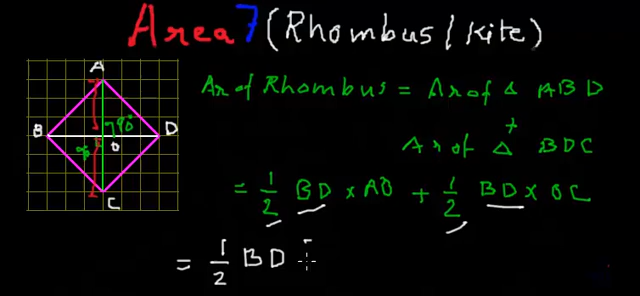 Area 7 (Rhombus / Kite)
A
B
D
90°
O
C
Ar of Rhombus = Ar of Δ ABD
+
Ar of Δ BDC
= 1/2 BD × AO + 1/2 BD × OC
= 1/2 BD